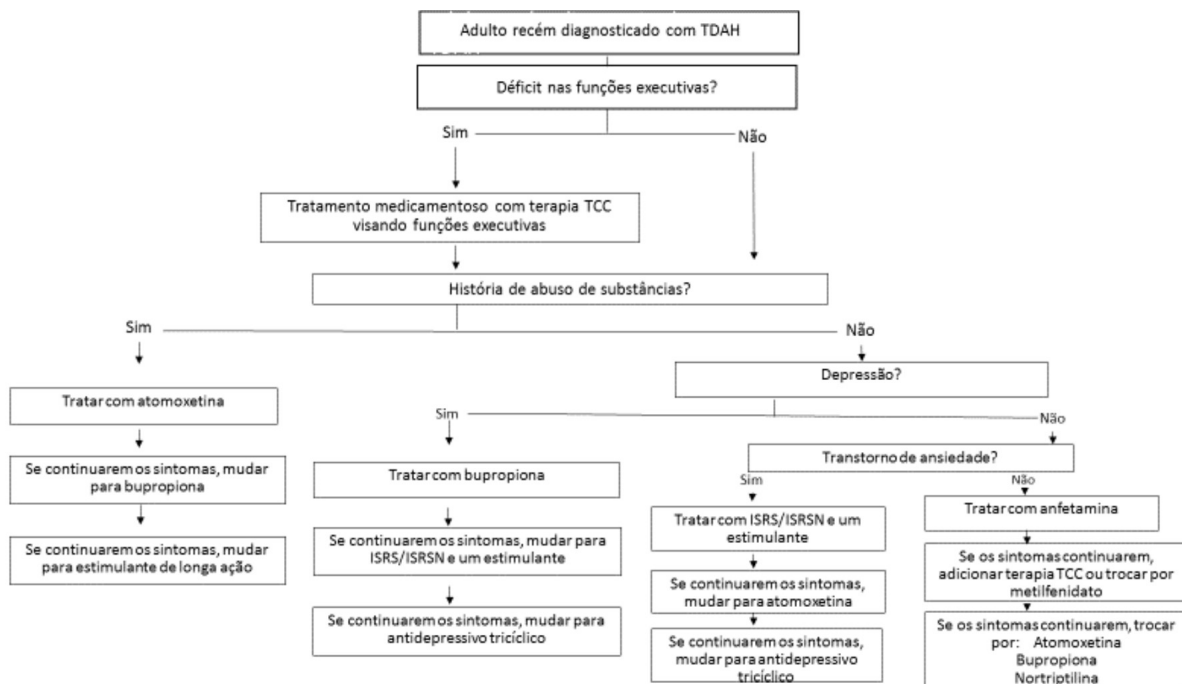 Adulto recém diagnosticado com TDAH
Déficit nas funções executivas?
Sim
Não
Tratamento medicamentoso com terapia TCC
visando funções executivas
História de abuso de substâncias?
Sim
Não
Depressão?
Tratar com atomoxetina
Sim
Não
Se continuarem os sintomas, mudar
para bupropiona
Tratar com bupropiona
Transtorno de ansiedade?
Sim
Não
Se continuarem os sintomas, mudar
para estimulante de longa ação
Se continuarem os sintomas, mudar para
ISRS/ISRSN e um estimulante
Se continuarem os sintomas, mudar para
antidepressivo tricíclico
Tratar com ISRS/ISRSN e um
estimulante
Se continuarem os sintomas,
mudar para atomoxetina
Se continuarem os sintomas,
mudar para antidepressivo
tricíclico
Tratar com anfetamina
Se os sintomas continuarem,
adicionar terapia TCC ou trocar por
metilfenidato
Se os sintomas continuarem, trocar
por: Atomoxetina
Bupropiona
Nortriptilina